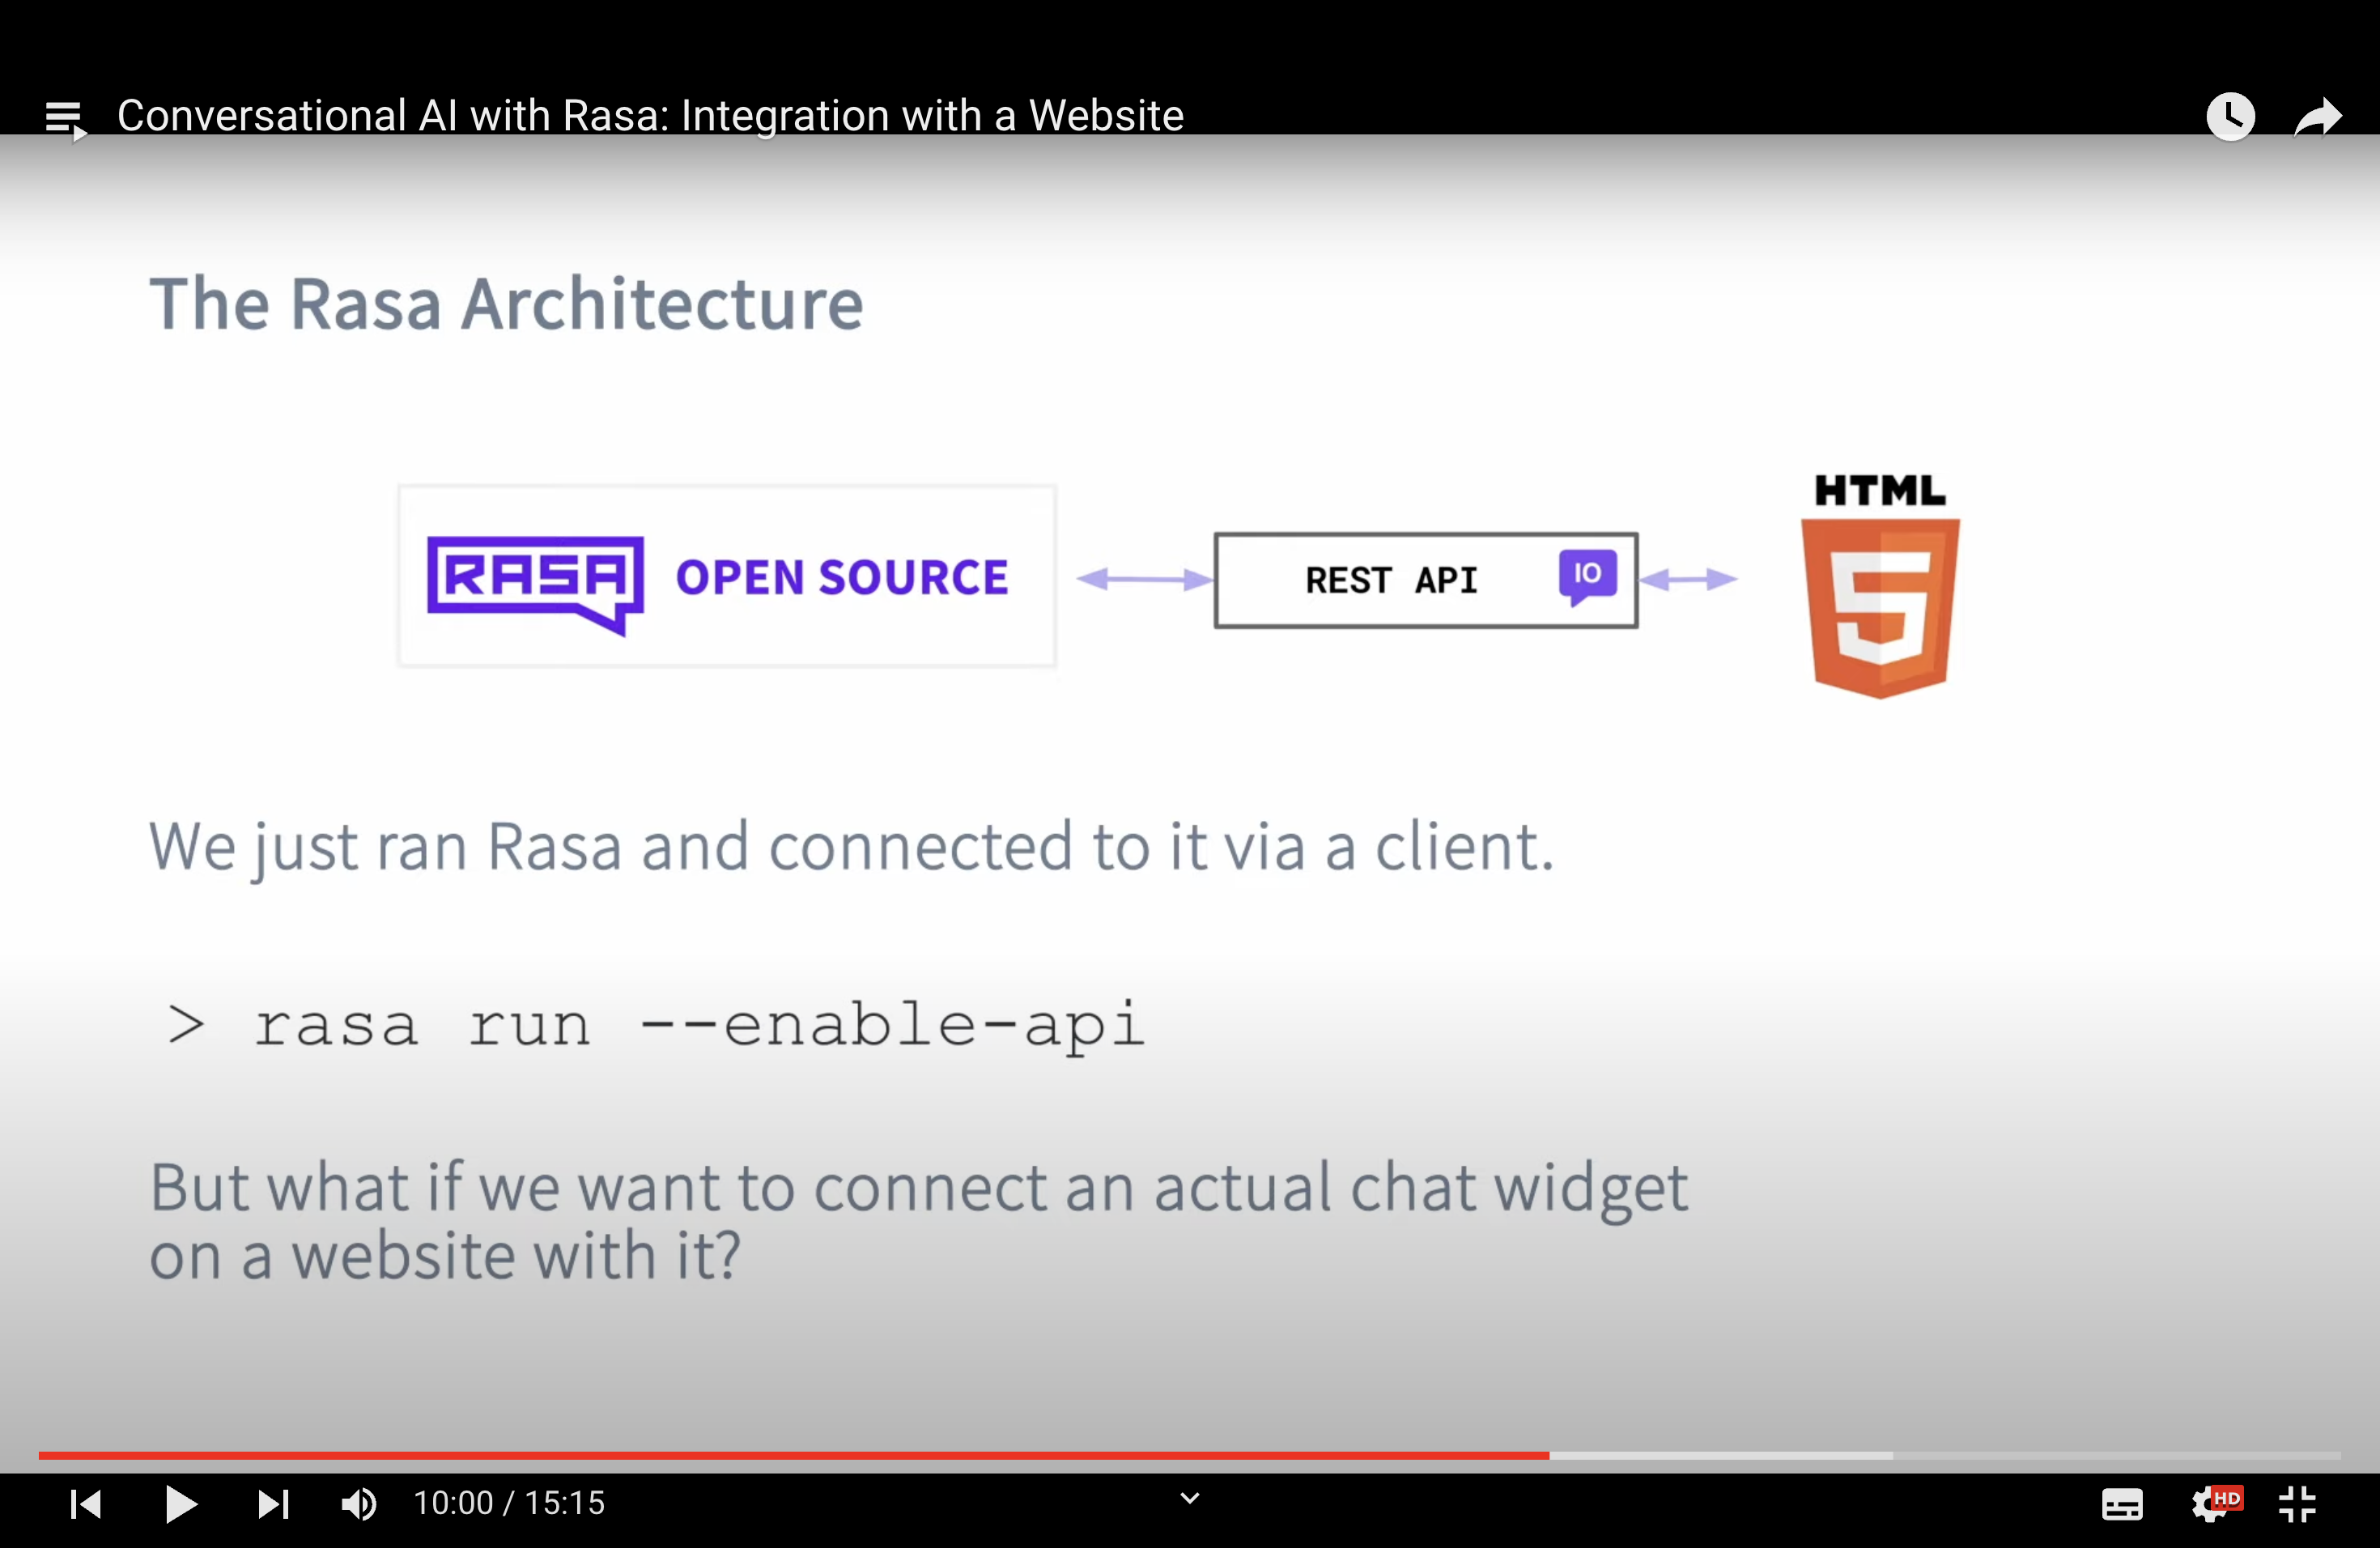 Conversational AI with Rasa: Integration with a Website
The Rasa Architecture
HTML
RASA OPEN SOURCE
REST API
IO
5
We just ran Rasa and connected to it via a client.
> rasa run --enable-api
But what if we want to connect an actual chat widget
on a website with it?
10:00 / 15:15
HD